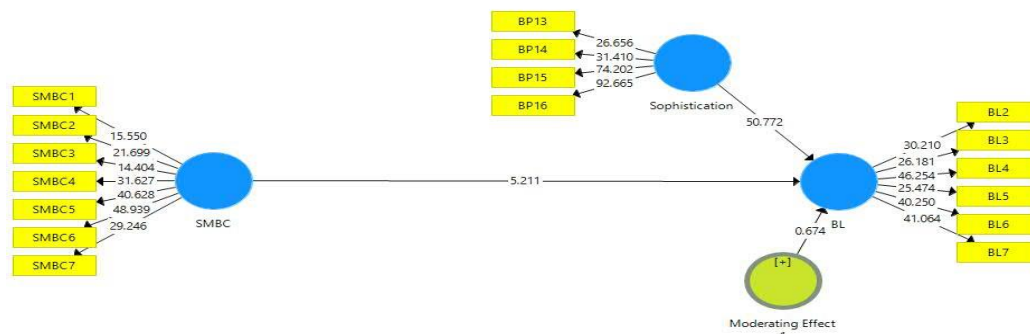 BP13
BP14
BP15
BP16
26.656
31.410
74.202
92.665
Sophistication
50.772
SMBC1
SMBC2
SMBC3
SMBC4
SMBC5
SMBC6
SMBC7
15.550
21.699
14.404
31.627
40.628
48.939
29.246
SMBC
5.211
BL
30.210
26.181
46.254
25.474
40.250
41.064
BL2
BL3
BL4
BL5
BL6
BL7
0.674
[+]
Moderating Effect